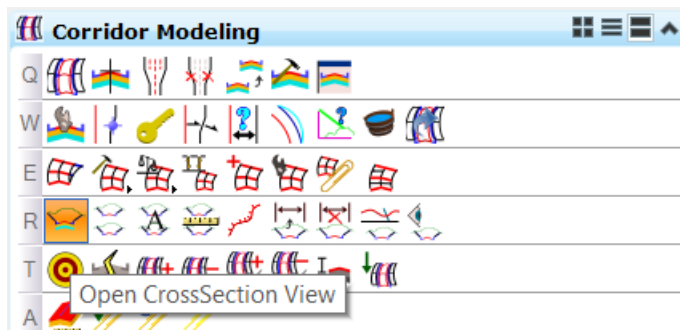 Corridor Modeling
Q
W
E
R
A
T
Open CrossSection View
A